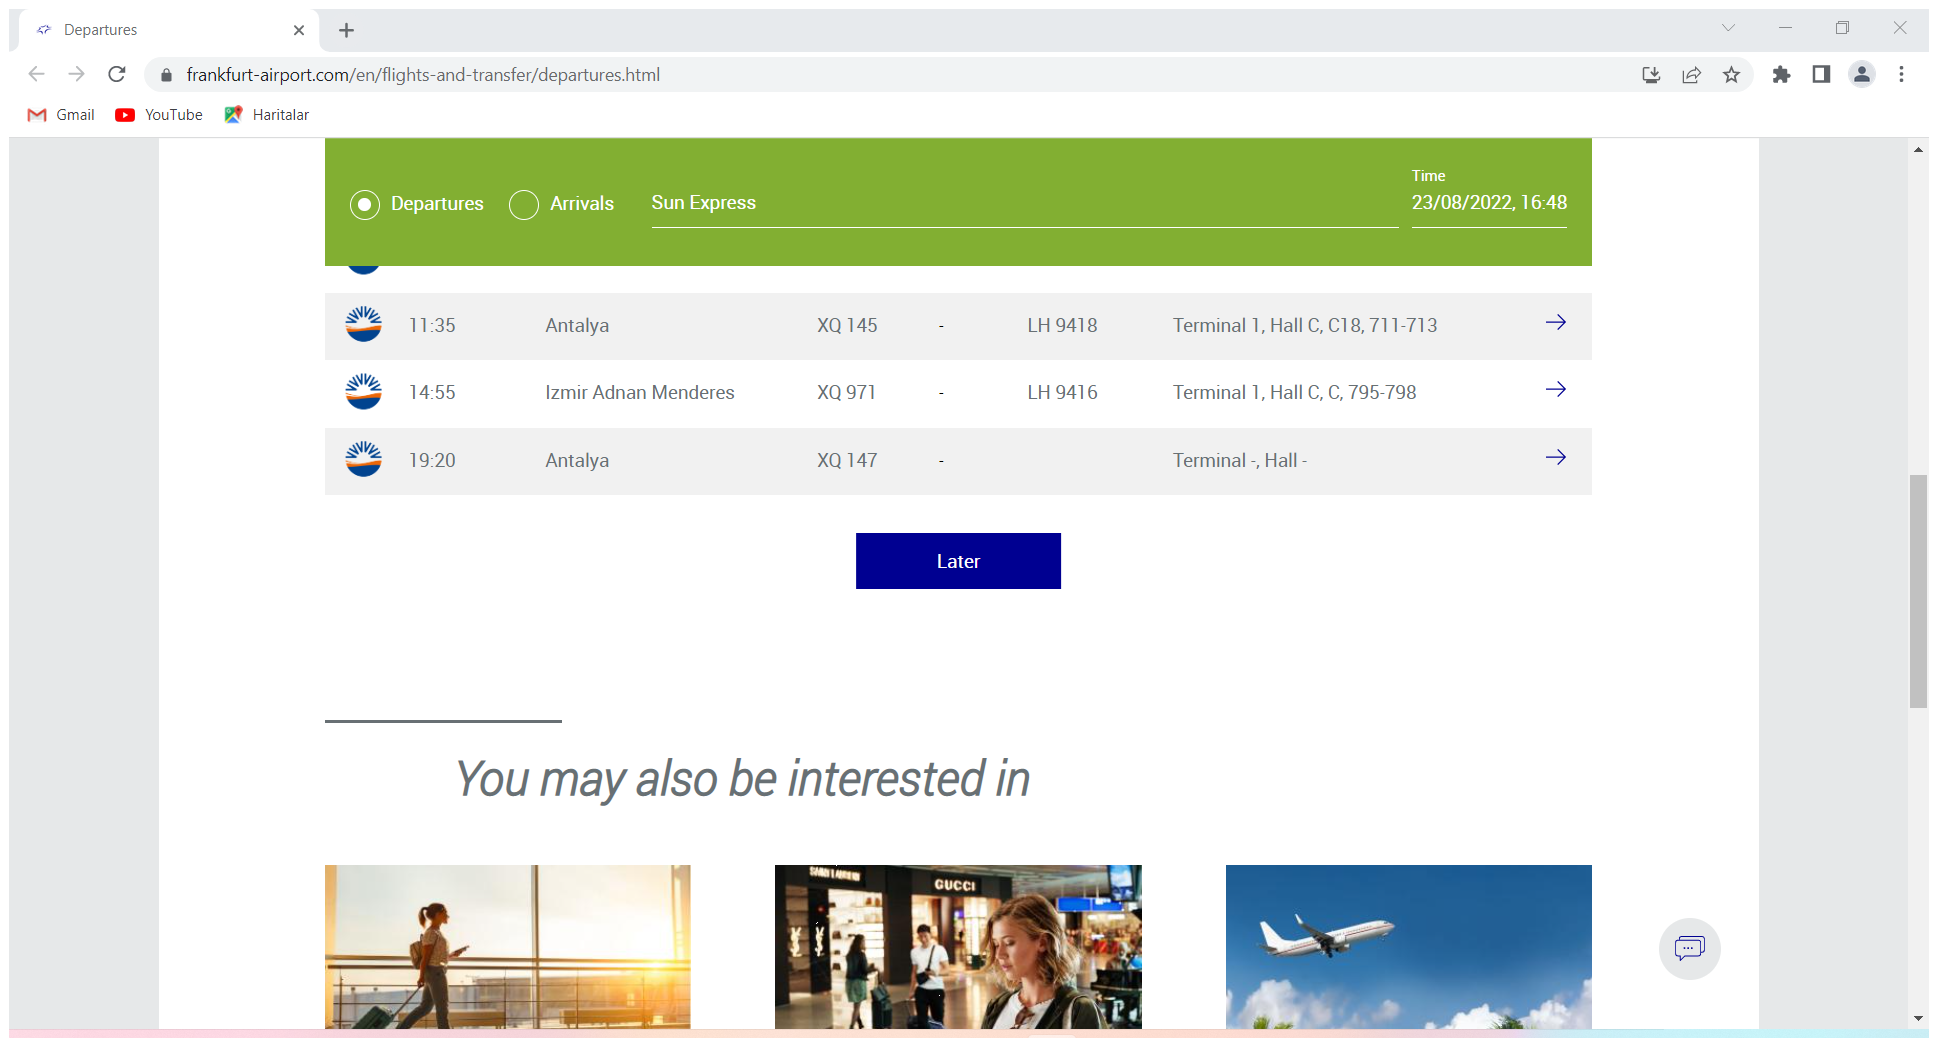 Departures
frankfurt-airport.com/en/flights-and-transfer/departures.html
Gmail YouTube Haritalar
Departures Arrivals Sun Express Time
23/08/2022, 16:48
11:35 Antalya XQ 145 - LH 9418 Terminal 1, Hall C, C18, 711-713
14:55 Izmir Adnan Menderes XQ 971 - LH 9416 Terminal 1, Hall C, C, 795-798
19:20 Antalya XQ 147 - Terminal -, Hall -
Later
You may also be interested in
GUCCI